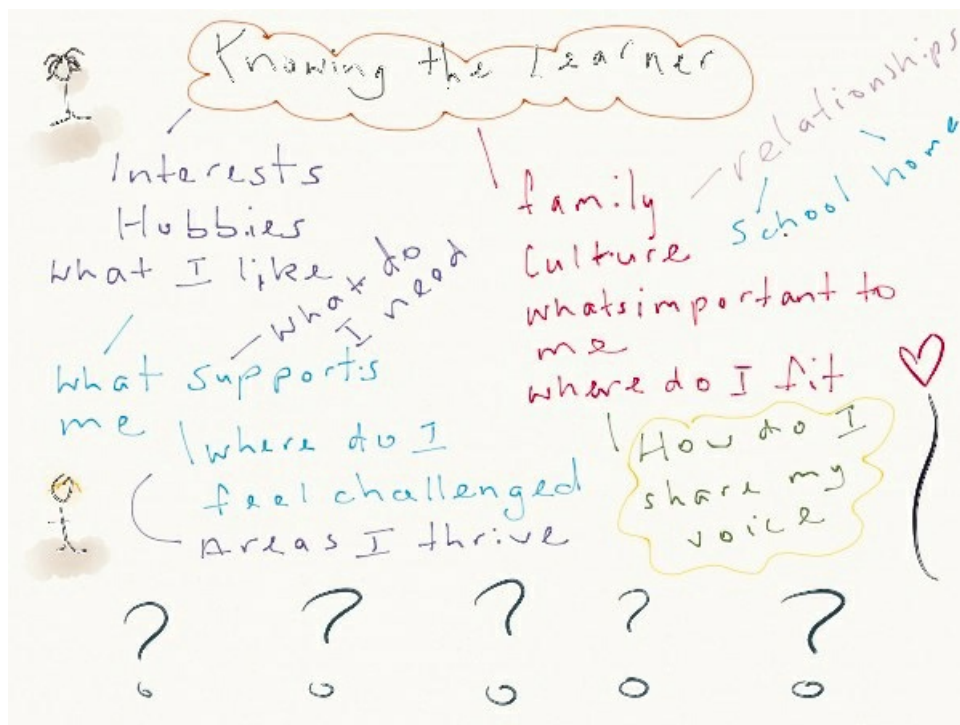 Knowing the Learner
Interests
Hobbies
what I like
what do
I need
what supports
me
where do I
feel challenged
Areas I thrive
family
Culture
whatsimportant to
me
where do I fit
relationships
school
home
How do I
share my
voice
? ? ? ? ?